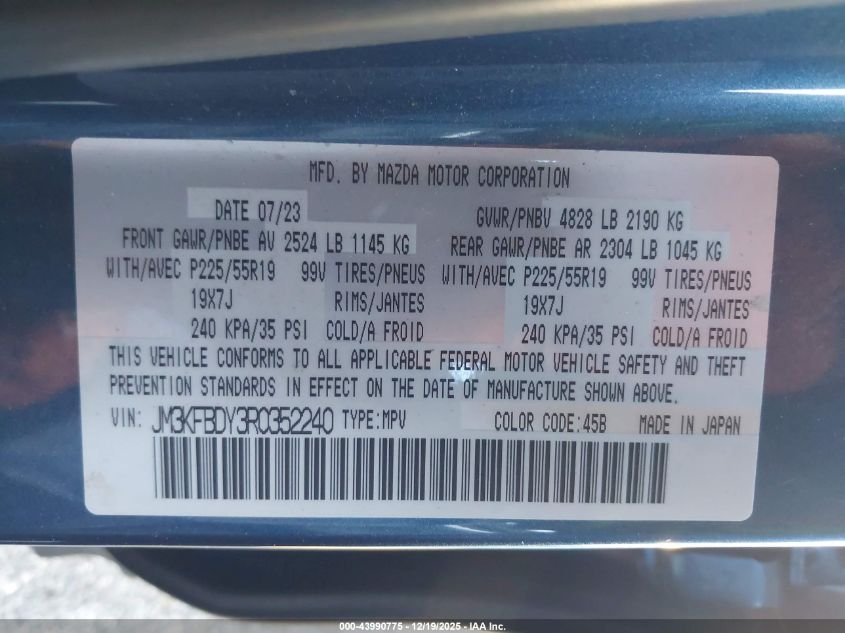 MFD. BY MAZDA MOTOR CORPORATION
DATE 07/23 GVWR/PNBV 4828 LB 2190 KG
FRONT GAWR/PNBE AV 2524 LB 1145 KG REAR GAWR/PNBE AR 2304 LB 1045 KG
WITH/AVEC P225/55R19 99V TIRES/PNEUS WITH/AVEC P225/55R19 99V TIRES/PNEUS
19X7J RIMS/JANTES 19X7J RIMS/JANTES
240 KPA/35 PSI COLD/A FROID 240 KPA/35 PSI COLD/A FROID
THIS VEHICLE CONFORMS TO ALL APPLICABLE FEDERAL MOTOR VEHICLE SAFETY AND THEFT
PREVENTION STANDARDS IN EFFECT ON THE DATE OF MANUFACTURE SHOWN ABOVE.
VIN: JM3KFBDY3R0352240 TYPE:MPV COLOR CODE:45B MADE IN JAPAN
000-43990775 - 12/19/2025 - IAA Inc.